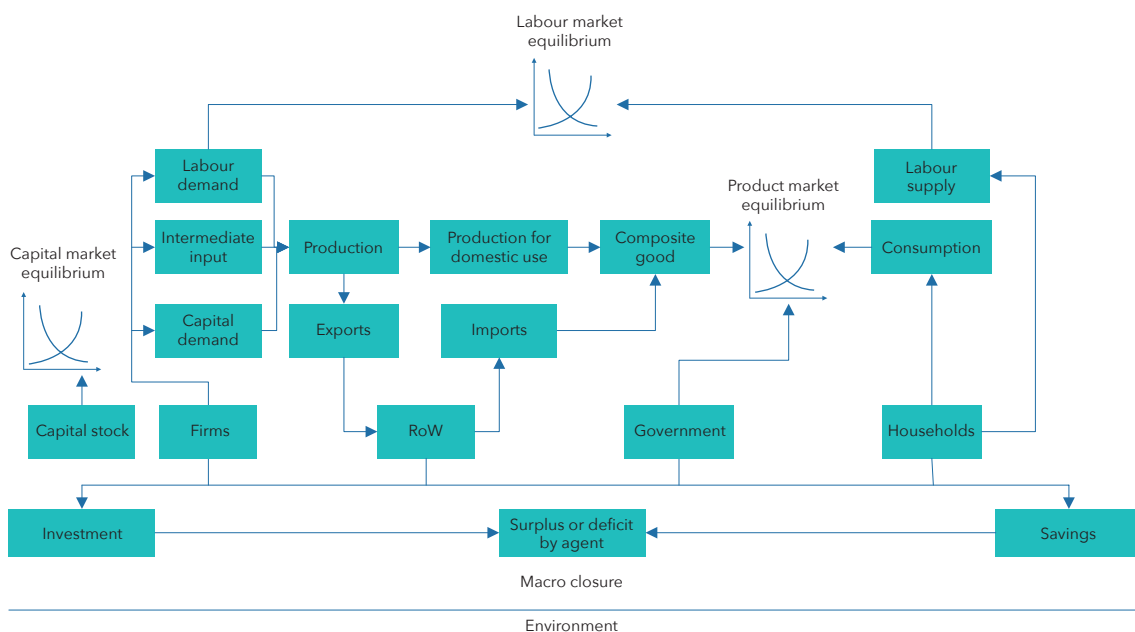 Labour market
equilibrium
Labour
demand
Labour
supply
Product market
equilibrium
Capital market
equilibrium
Intermediate
input
Production
Production for
domestic use
Composite
good
Consumption
Capital
demand
Exports
Imports
Capital stock
Firms
RoW
Government
Households
Investment
Surplus or deficit
by agent
Savings
Macro closure
Environment